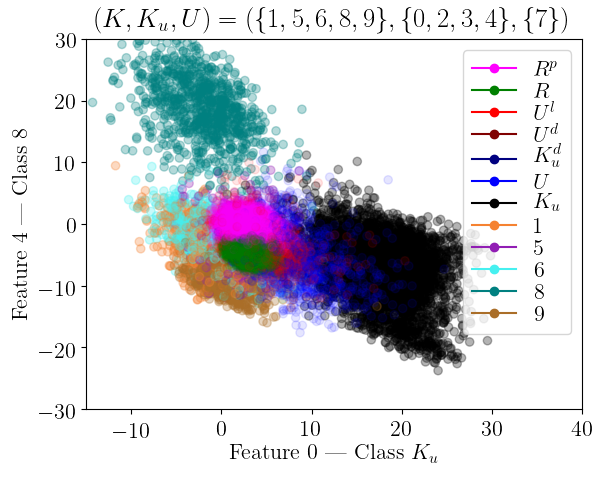 (K, K_u, U) = ({1, 5, 6, 8, 9}, {0, 2, 3, 4}, {7})
Feature 4 — Class 8
30
20
10
0
−10
−20
−30
R^p
R
U^l
U^d
K_u^d
U
K_u
1
5
6
8
9
−10
0
10
20
30
40
Feature 0 — Class K_u